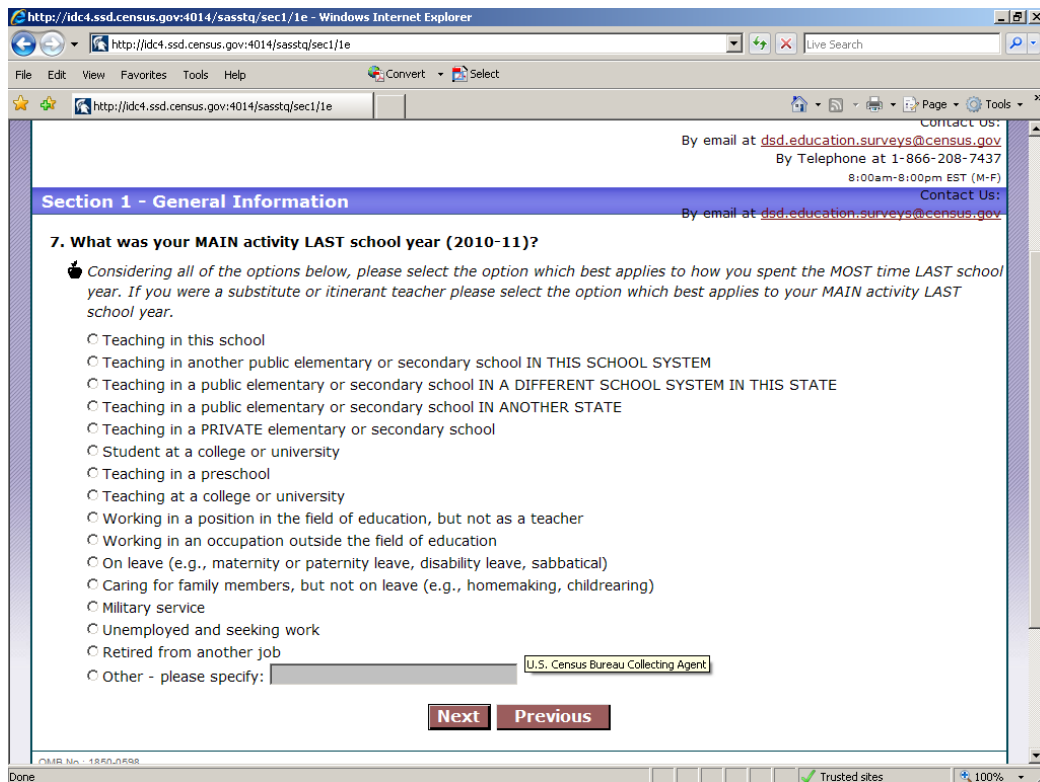 http://idc4.ssd.census.gov:4014/sasstq/sec1/1e - Windows Internet Explorer
http://idc4.ssd.census.gov:4014/sasstq/sec1/1e
Live Search
File Edit View Favorites Tools Help
Convert Select
http://idc4.ssd.census.gov:4014/sasstq/sec1/1e
Page Tools
Contact Us:
By email at dsd.education.surveys@census.gov
By Telephone at 1-866-208-7437
8:00am-8:00pm EST (M-F)
Section 1 - General Information
Contact Us:
By email at dsd.education.surveys@census.gov
7. What was your MAIN activity LAST school year (2010-11)?
Considering all of the options below, please select the option which best applies to how you spent the MOST time LAST school
year. If you were a substitute or itinerant teacher please select the option which best applies to your MAIN activity LAST
school year.
Teaching in this school
Teaching in another public elementary or secondary school IN THIS SCHOOL SYSTEM
Teaching in a public elementary or secondary school IN A DIFFERENT SCHOOL SYSTEM IN THIS STATE
Teaching in a public elementary or secondary school IN ANOTHER STATE
Teaching in a PRIVATE elementary or secondary school
Student at a college or university
Teaching in a preschool
Teaching at a college or university
Working in a position in the field of education, but not as a teacher
Working in an occupation outside the field of education
On leave (e.g., maternity or paternity leave, disability leave, sabbatical)
Caring for family members, but not on leave (e.g., homemaking, childrearing)
Military service
Unemployed and seeking work
Retired from another job
Other - please specify:
U.S. Census Bureau Collecting Agent
Next Previous
OMB No.: 1850-0598
Done
Trusted sites
100%